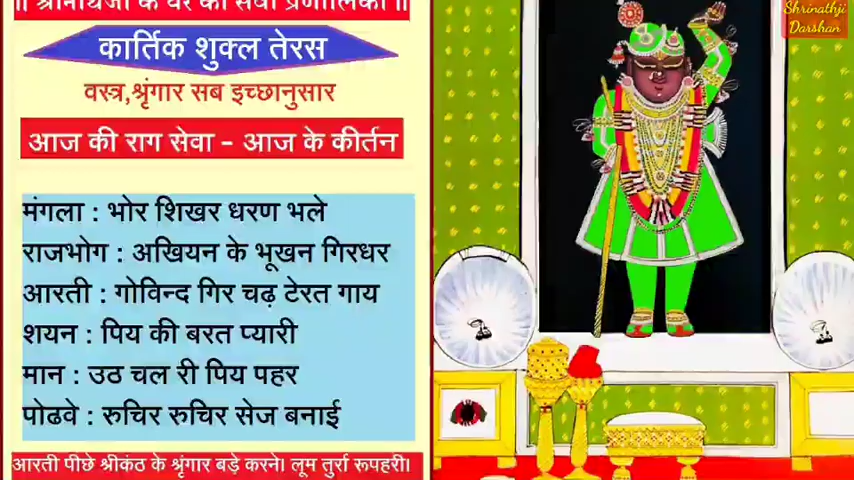 ॥ श्रीनाथजी के घर की सेवा प्रणालिका ॥
कार्तिक शुक्ल तेरस
वस्त्र,श्रृंगार सब इच्छानुसार
आज की राग सेवा - आज के कीर्तन
मंगला : भोर शिखर धरण भले
राजभोग : अखियन के भूखन गिरधर
आरती : गोविन्द गिर चढ़ टेरत गाय
शयन : पिय की बरत प्यारी
मान : उठ चल री पिय पहर
पोढवे : रुचिर रुचिर सेज बनाई
आरती पीछे श्रीकंठ के श्रृंगार बड़े करने। लूम तुर्रा रूपहरी।
Shrinathji
Darshan